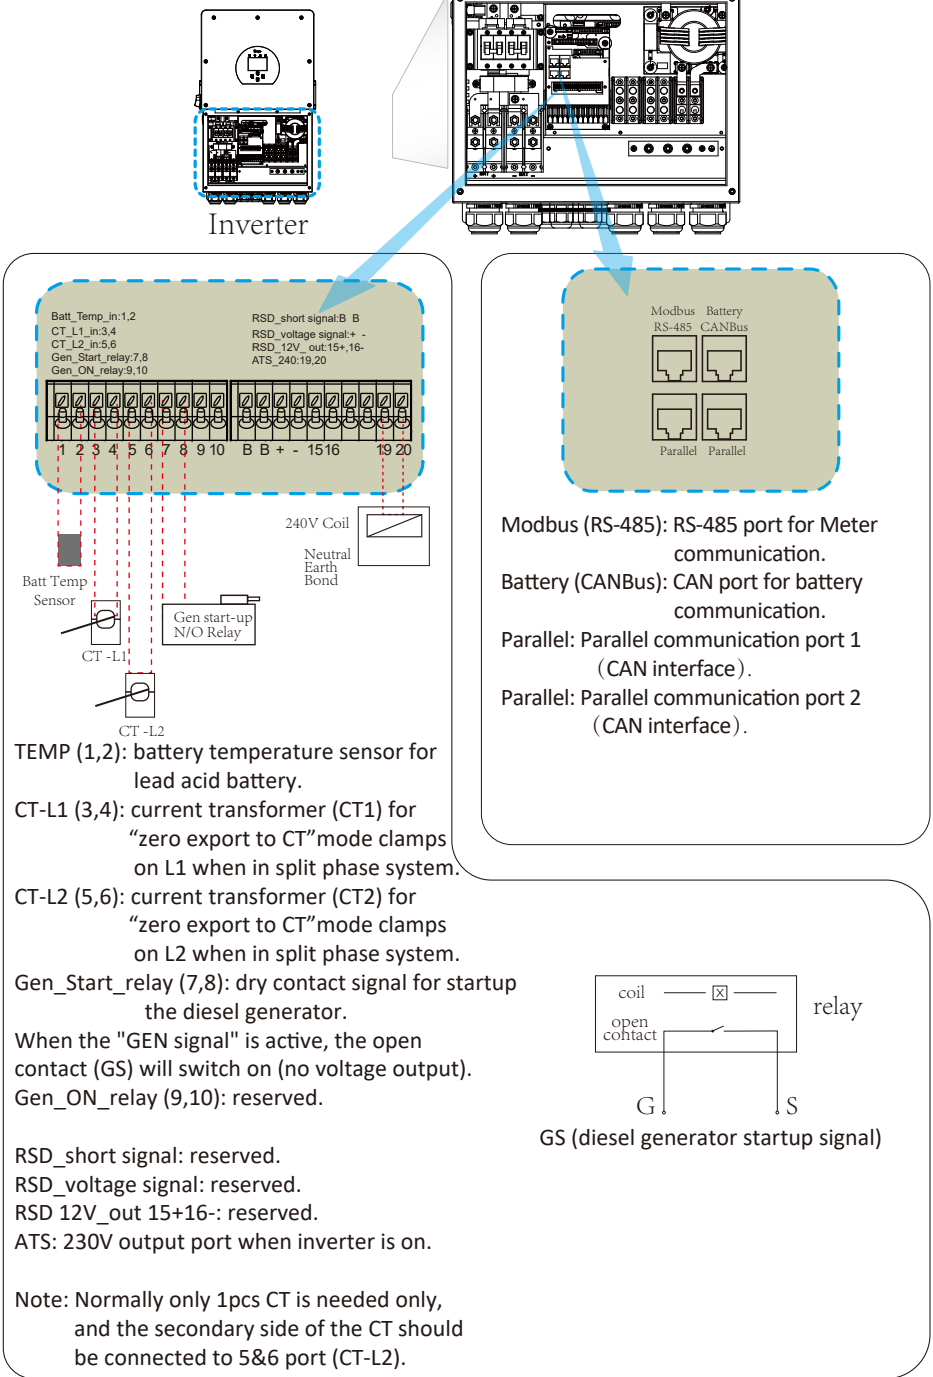 Inverter
Batt_Temp_in:1,2
CT_L1_in:3,4
CT_L2_in:5,6
Gen_Start_relay:7,8
Gen_ON_relay:9,10
RSD_short signal:B B
RSD_voltage signal:+ -
RSD_12V_ out:15+,16-
ATS_240:19,20
1 2 3 4 5 6 7 8 9 10 B B + - 1516 19 20
240V Coil
Neutral
Earth
Bond
Batt Temp
Sensor
Gen start-up
N/O Relay
CT -L1
CT -L2
TEMP (1,2): battery temperature sensor for
lead acid battery.
CT-L1 (3,4): current transformer (CT1) for
“zero export to CT”mode clamps
on L1 when in split phase system.
CT-L2 (5,6): current transformer (CT2) for
“zero export to CT”mode clamps
on L2 when in split phase system.
Gen_Start_relay (7,8): dry contact signal for startup
the diesel generator.
When the "GEN signal" is active, the open
contact (GS) will switch on (no voltage output).
Gen_ON_relay (9,10): reserved.
RSD_short signal: reserved.
RSD_voltage signal: reserved.
RSD 12V_out 15+16-: reserved.
ATS: 230V output port when inverter is on.
Note: Normally only 1pcs CT is needed only,
and the secondary side of the CT should
be connected to 5&6 port (CT-L2).
Modbus Battery
RS-485 CANBus
Parallel Parallel
Modbus (RS-485): RS-485 port for Meter
communication.
Battery (CANBus): CAN port for battery
communication.
Parallel: Parallel communication port 1
（CAN interface）.
Parallel: Parallel communication port 2
（CAN interface）.
coil
open
contact
relay
G S
GS (diesel generator startup signal)